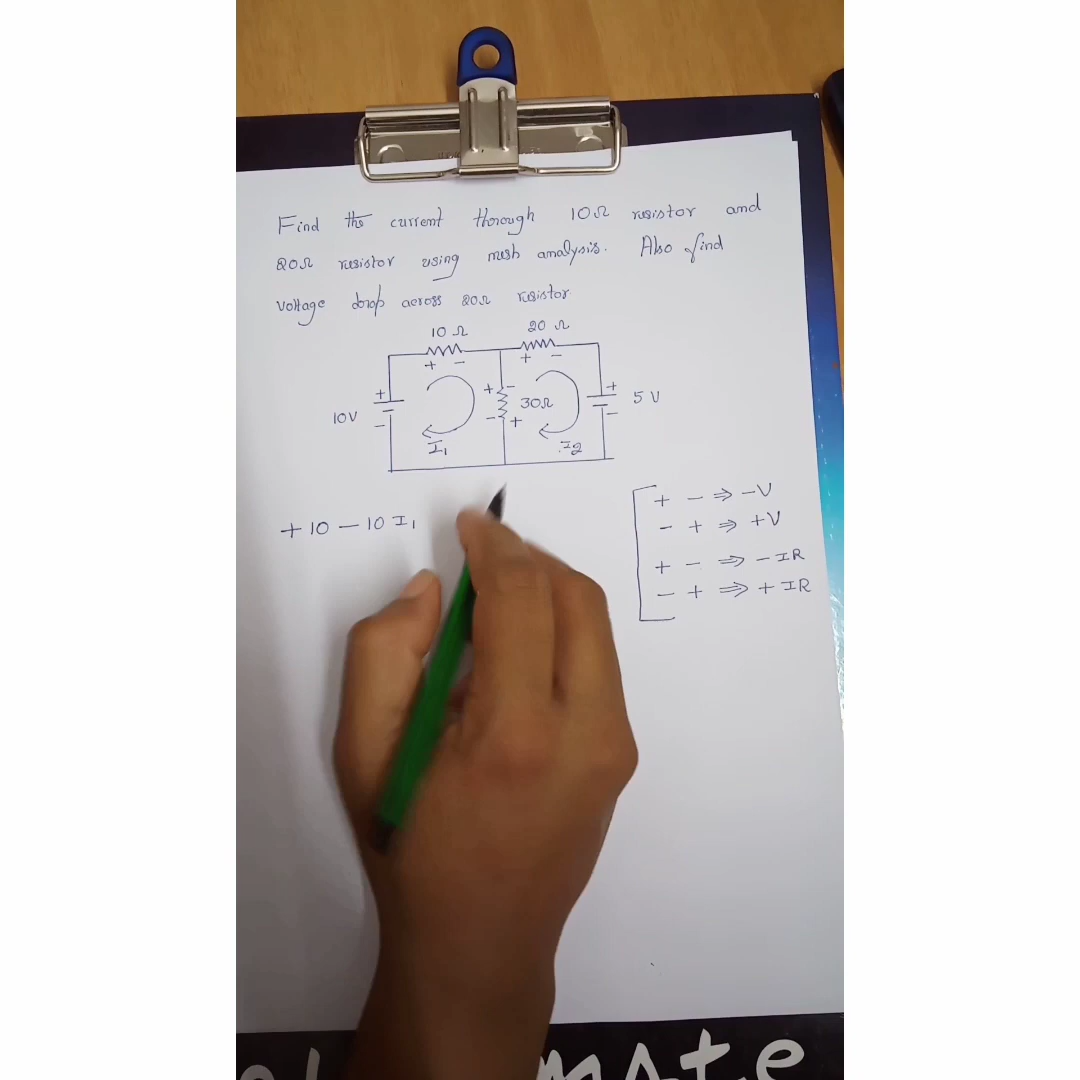 Find the current thorough 10Ω resistor and
20Ω resistor using mesh analysis. Also find
voltage drop across 20Ω resistor.
10 Ω 20 Ω
+ - + -
+ + - +
10V 30Ω 5 V
- - + -
I1 I2
+ - ⇒ -V
- + ⇒ +V
+10 - 10 I1
+ - ⇒ - IR
- + ⇒ + IR